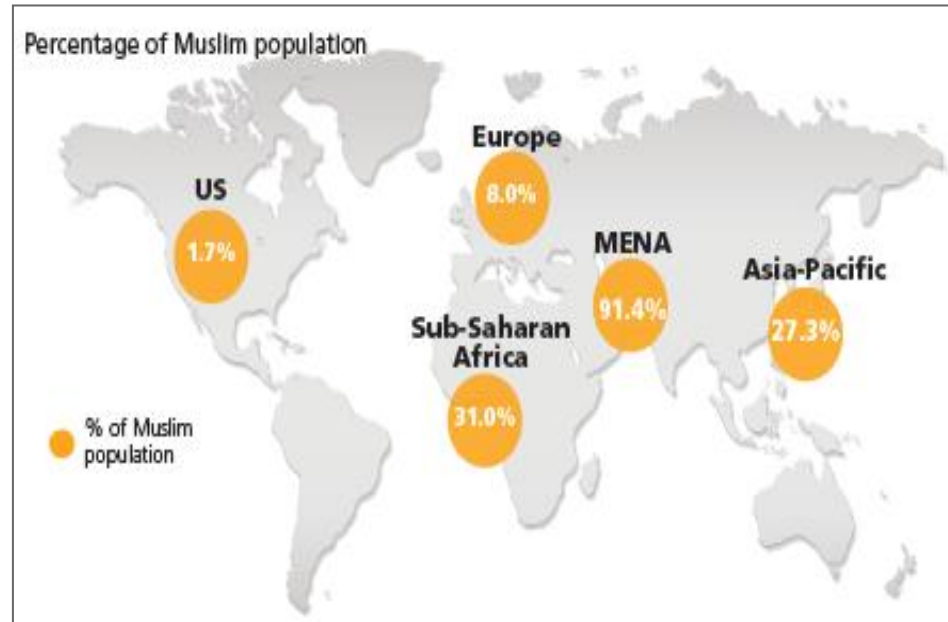 Percentage of Muslim population
Europe
8.0%
US
1.7%
MENA
91.4%
Asia-Pacific
27.3%
Sub-Saharan
Africa
31.0%
% of Muslim
population